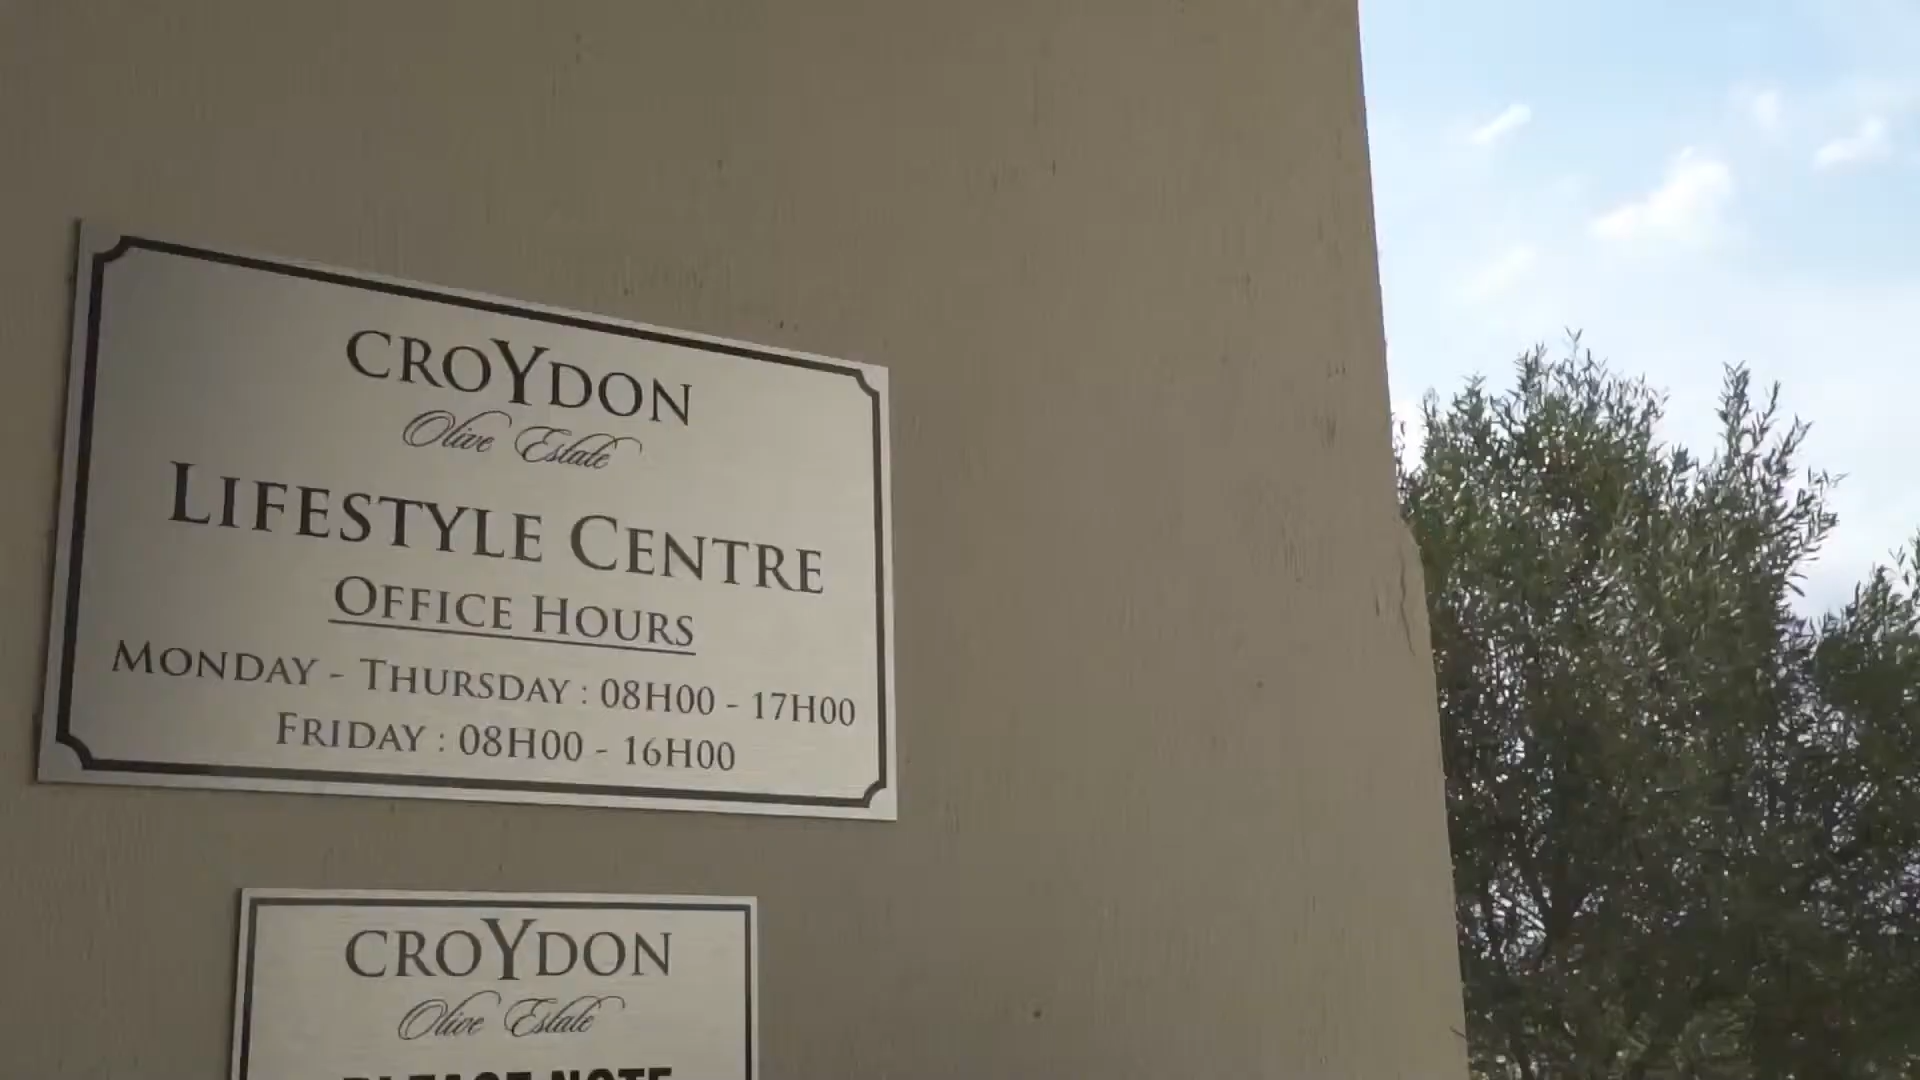 CROYDON
Olive Estate
LIFESTYLE CENTRE
OFFICE HOURS
MONDAY - THURSDAY : 08H00 - 17H00
FRIDAY : 08H00 - 16H00
CROYDON
Olive Estate
PLEASE NOTE